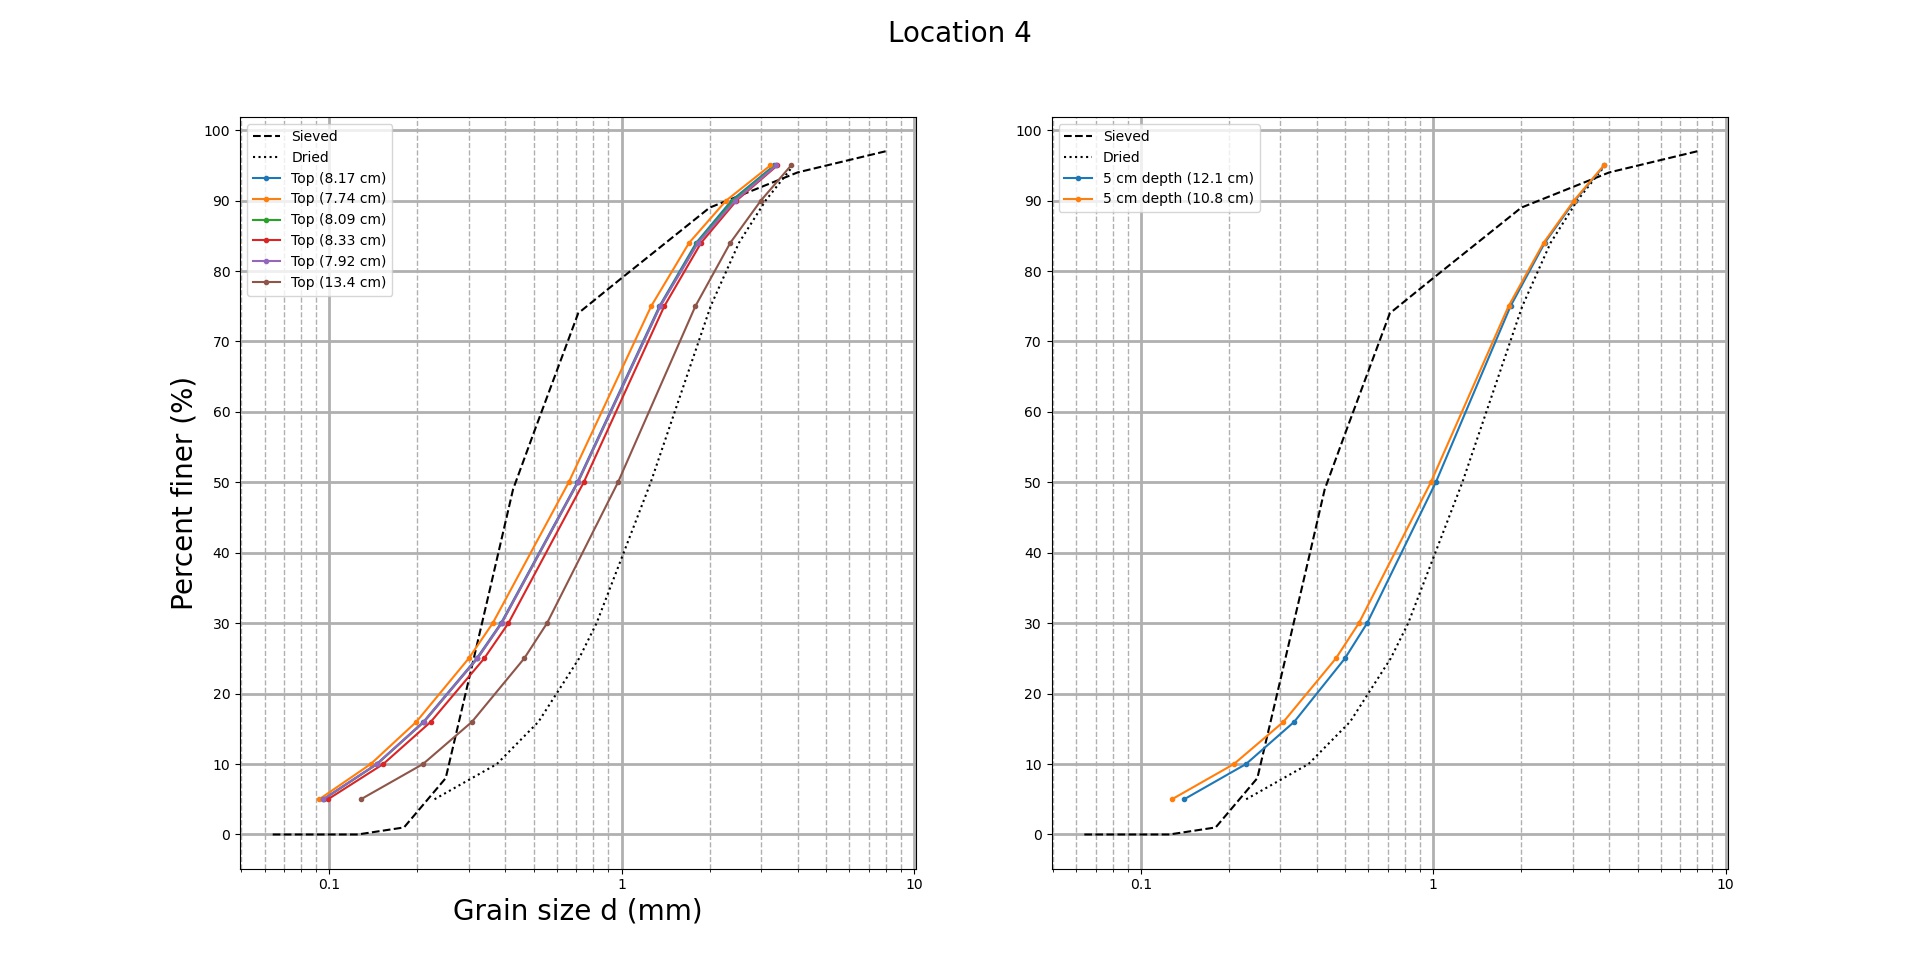 Location 4
Percent finer (%)
100
90
80
70
60
50
40
30
20
10
0
Sieved
Dried
Top (8.17 cm)
Top (7.74 cm)
Top (8.09 cm)
Top (8.33 cm)
Top (7.92 cm)
Top (13.4 cm)
0.1 1 10
Grain size d (mm)
100
90
80
70
60
50
40
30
20
10
0
Sieved
Dried
5 cm depth (12.1 cm)
5 cm depth (10.8 cm)
0.1 1 10